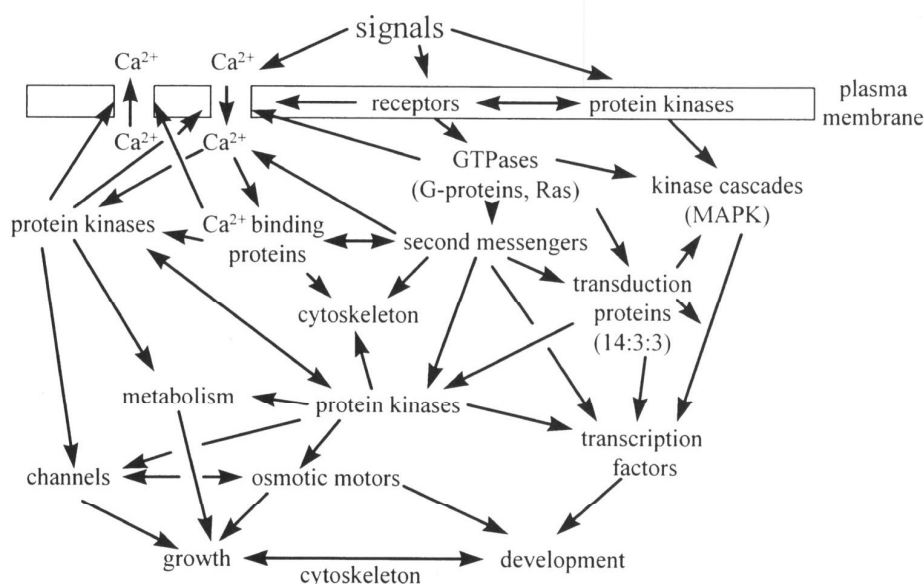 signals
Ca²⁺ Ca²⁺
receptors protein kinases
plasma
membrane
Ca²⁺ Ca²⁺
GTPases
(G-proteins, Ras)
kinase cascades
(MAPK)
protein kinases
Ca²⁺ binding
proteins
second messengers
transduction
proteins
(14:3:3)
cytoskeleton
metabolism
protein kinases
transcription
factors
channels
osmotic motors
growth
development
cytoskeleton